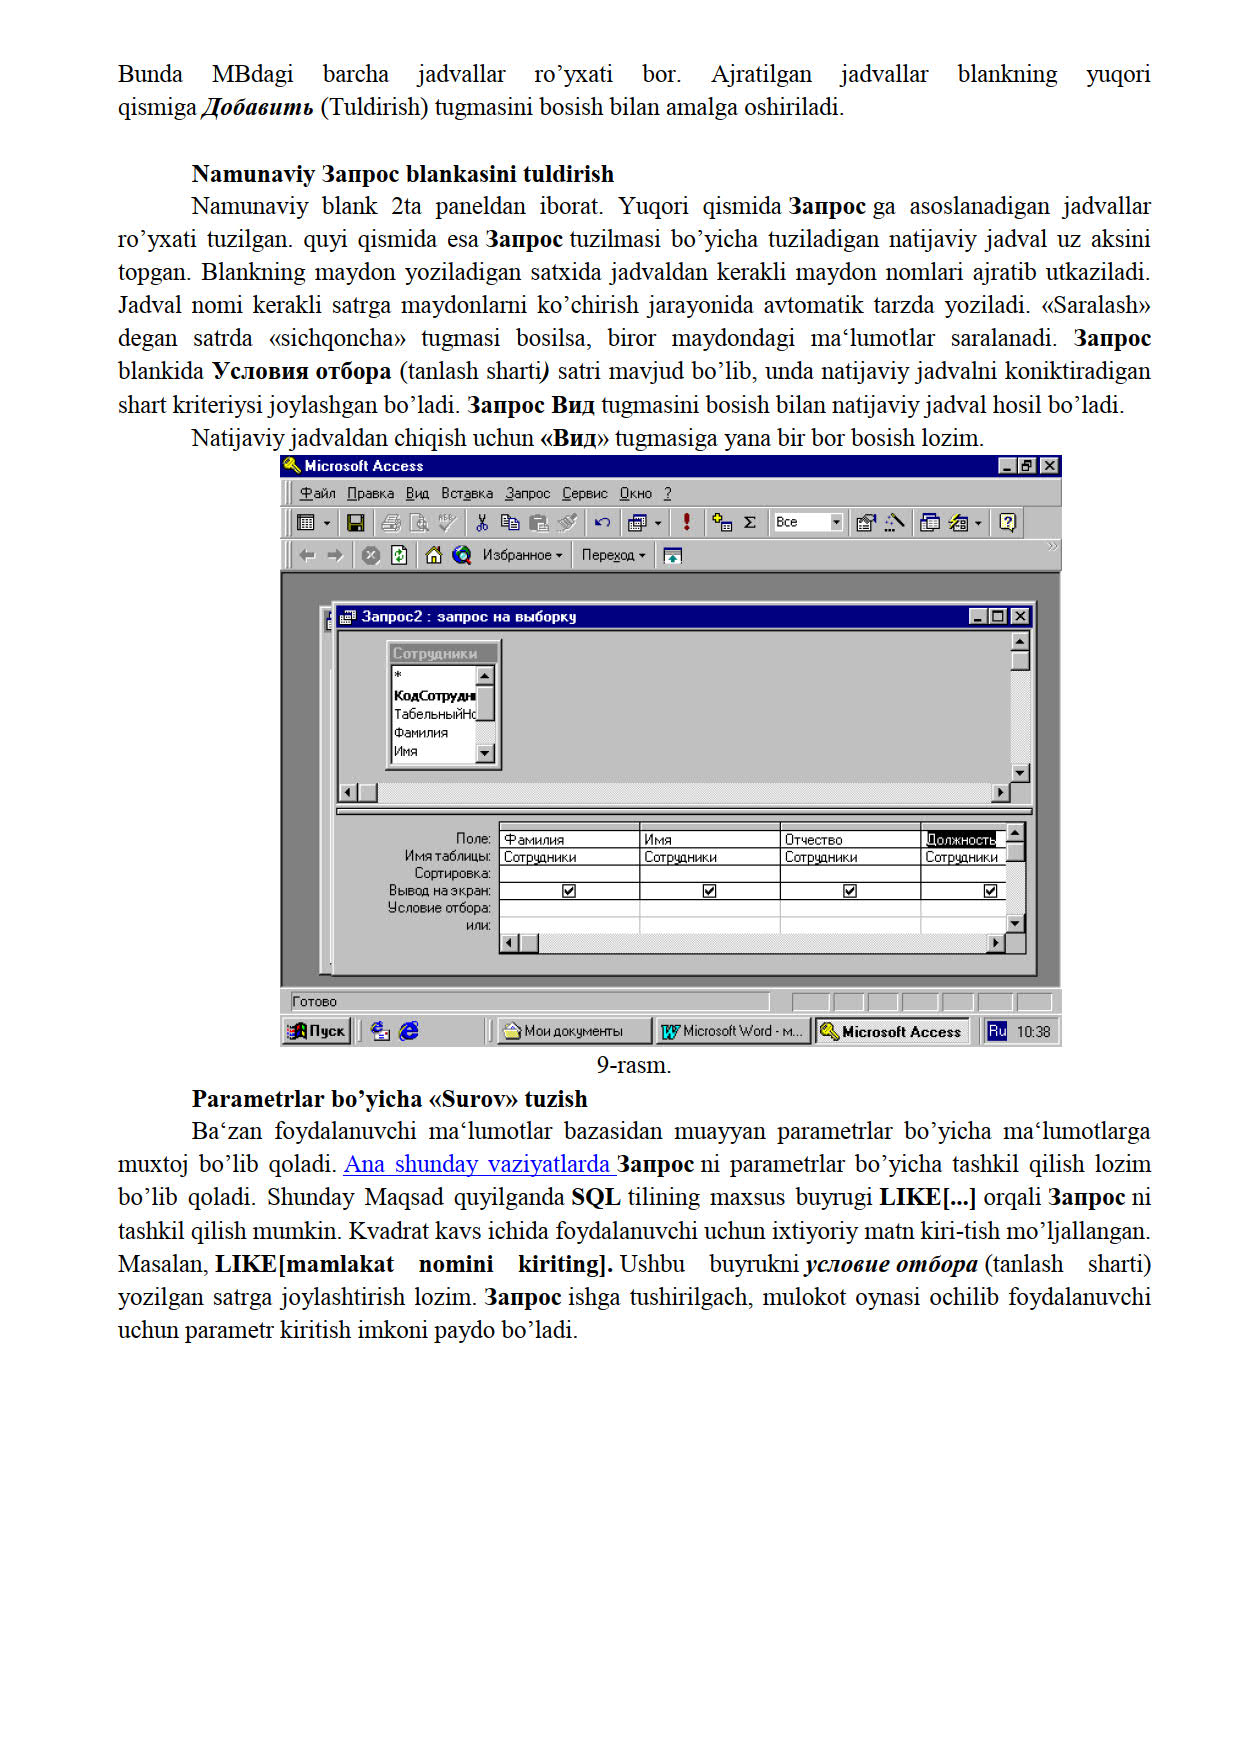 Bunda MBdagi barcha jadvallar ro’yxati bor. Ajratilgan jadvallar blankning yuqori
qismiga Добавить (Tuldirish) tugmasini bosish bilan amalga oshiriladi.
Namunaviy Запрос blankasini tuldirish
Namunaviy blank 2ta paneldan iborat. Yuqori qismida Запрос ga asoslanadigan jadvallar
ro’yxati tuzilgan. quyi qismida esa Запрос tuzilmasi bo’yicha tuziladigan natijaviy jadval uz aksini
topgan. Blankning maydon yoziladigan satxida jadvaldan kerakli maydon nomlari ajratib utkaziladi.
Jadval nomi kerakli satrga maydonlarni ko’chirish jarayonida avtomatik tarzda yoziladi. «Saralash»
degan satrda «sichqoncha» tugmasi bosilsa, biror maydondagi ma‘lumotlar saralanadi. Запрос
blankida Условия отбора (tanlash sharti) satri mavjud bo’lib, unda natijaviy jadvalni koniktiradigan
shart kriteriysi joylashgan bo’ladi. Запрос Вид tugmasini bosish bilan natijaviy jadval hosil bo’ladi.
Natijaviy jadvaldan chiqish uchun «Вид» tugmasiga yana bir bor bosish lozim.
Microsoft Access
Файл Правка Вид Вставка Запрос Сервис Окно ?
Все
Избранное Переход
Запрос2 : запрос на выборку
Сотрудники
*
КодСотрудн
ТабельныйНо
Фамилия
Имя
Поле: Фамилия Имя Отчество Должность
Имя таблицы: Сотрудники Сотрудники Сотрудники Сотрудники
Сортировка:
Вывод на экран:
Условие отбора:
или:
Готово
Пуск Мои документы Microsoft Word - м... Microsoft Access Ru 10:38
9-rasm.
Parametrlar bo’yicha «Surov» tuzish
Ba‘zan foydalanuvchi ma‘lumotlar bazasidan muayyan parametrlar bo’yicha ma‘lumotlarga
muxtoj bo’lib qoladi. Ana shunday vaziyatlarda Запрос ni parametrlar bo’yicha tashkil qilish lozim
bo’lib qoladi. Shunday Maqsad quyilganda SQL tilining maxsus buyrugi LIKE[...] orqali Запрос ni
tashkil qilish mumkin. Kvadrat kavs ichida foydalanuvchi uchun ixtiyoriy matn kiri-tish mo’ljallangan.
Masalan, LIKE[mamlakat nomini kiriting]. Ushbu buyrukni условие отбора (tanlash sharti)
yozilgan satrga joylashtirish lozim. Запрос ishga tushirilgach, mulokot oynasi ochilib foydalanuvchi
uchun parametr kiritish imkoni paydo bo’ladi.